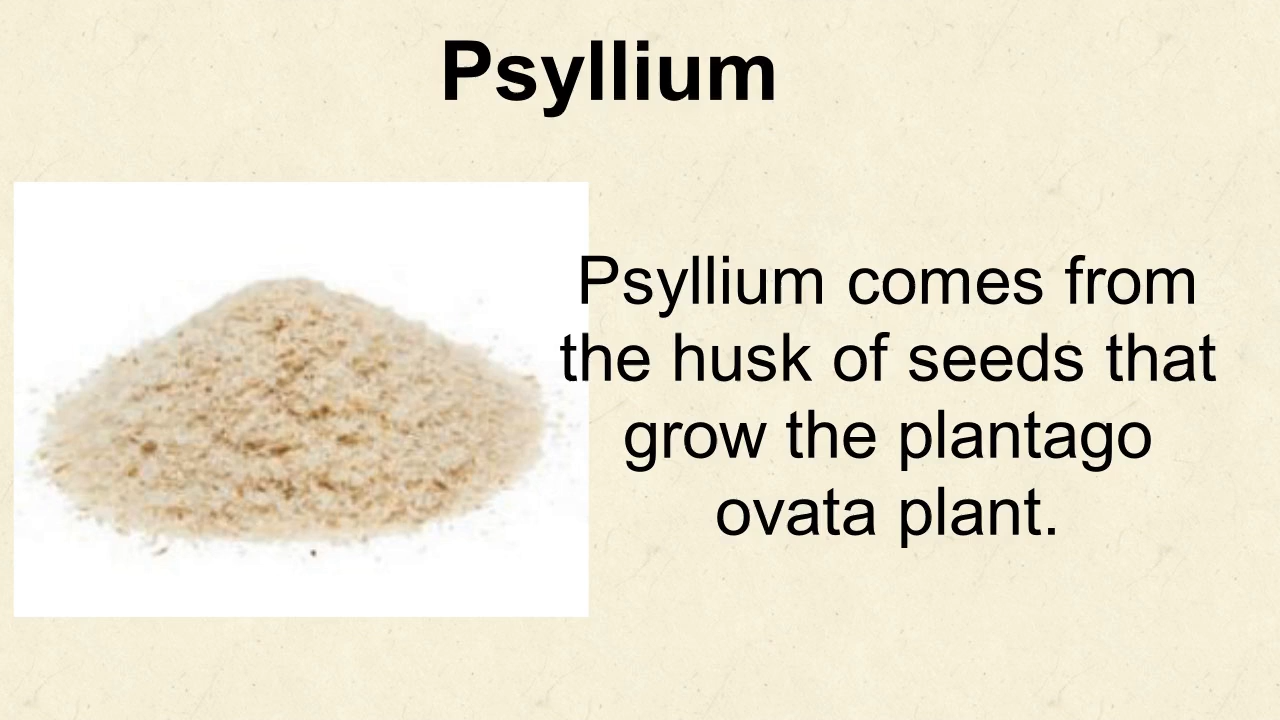 Psyllium
Psyllium comes from
the husk of seeds that
grow the plantago
ovata plant.